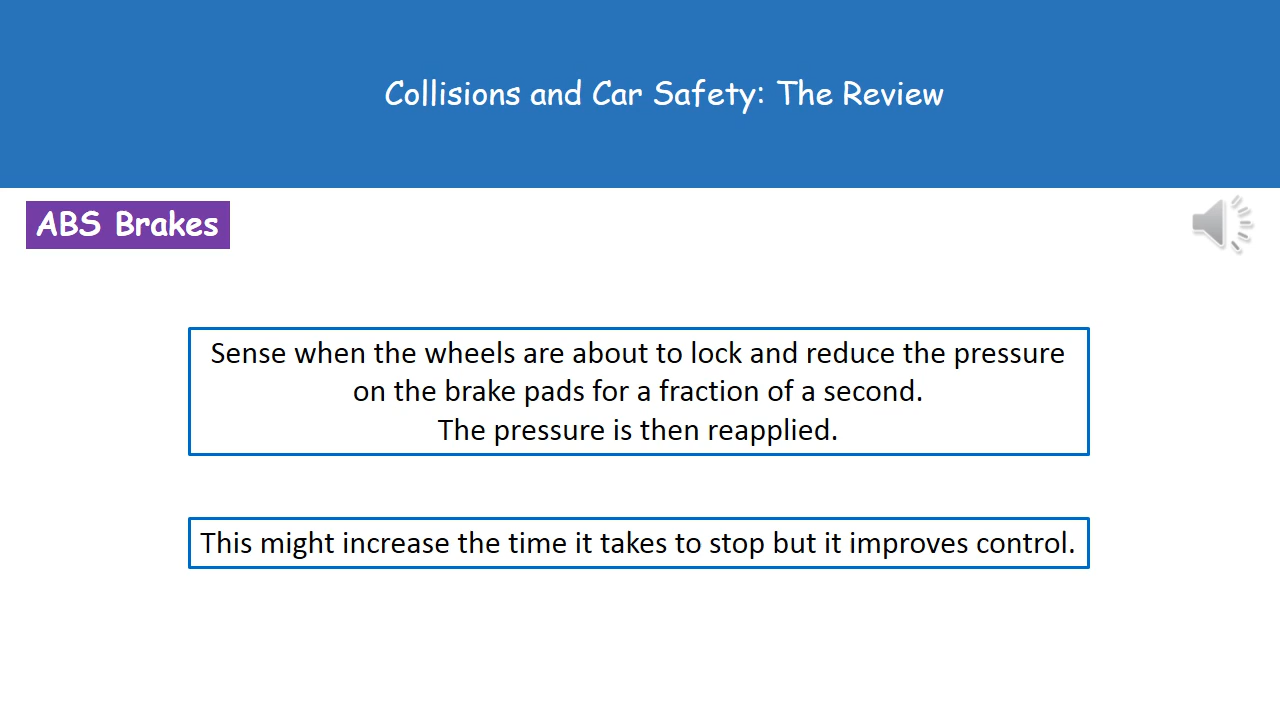 Collisions and Car Safety: The Review
ABS Brakes
Sense when the wheels are about to lock and reduce the pressure
on the brake pads for a fraction of a second.
The pressure is then reapplied.
This might increase the time it takes to stop but it improves control.